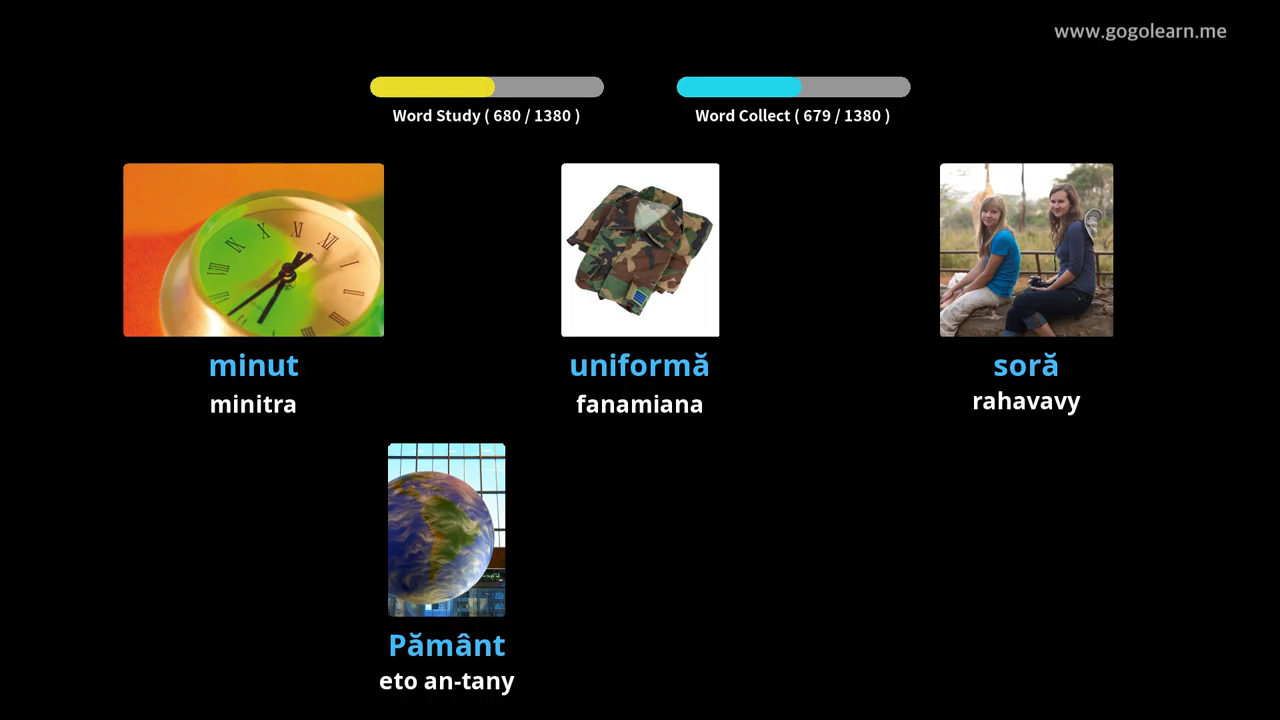 www.gogolearn.me
Word Study ( 680 / 1380 )
Word Collect ( 679 / 1380 )
minut
minitra
uniformă
fanamiana
soră
rahavavy
Pământ
eto an-tany